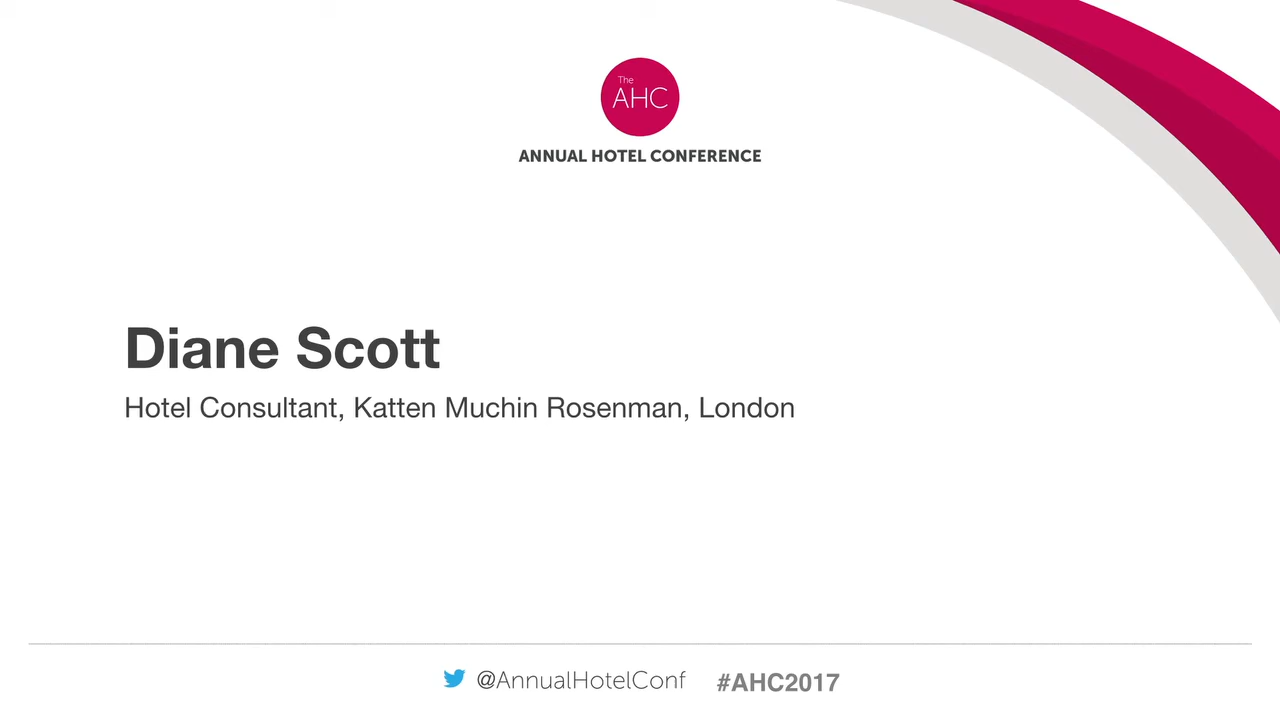 The
AHC
ANNUAL HOTEL CONFERENCE
Diane Scott
Hotel Consultant, Katten Muchin Rosenman, London
@AnnualHotelConf #AHC2017